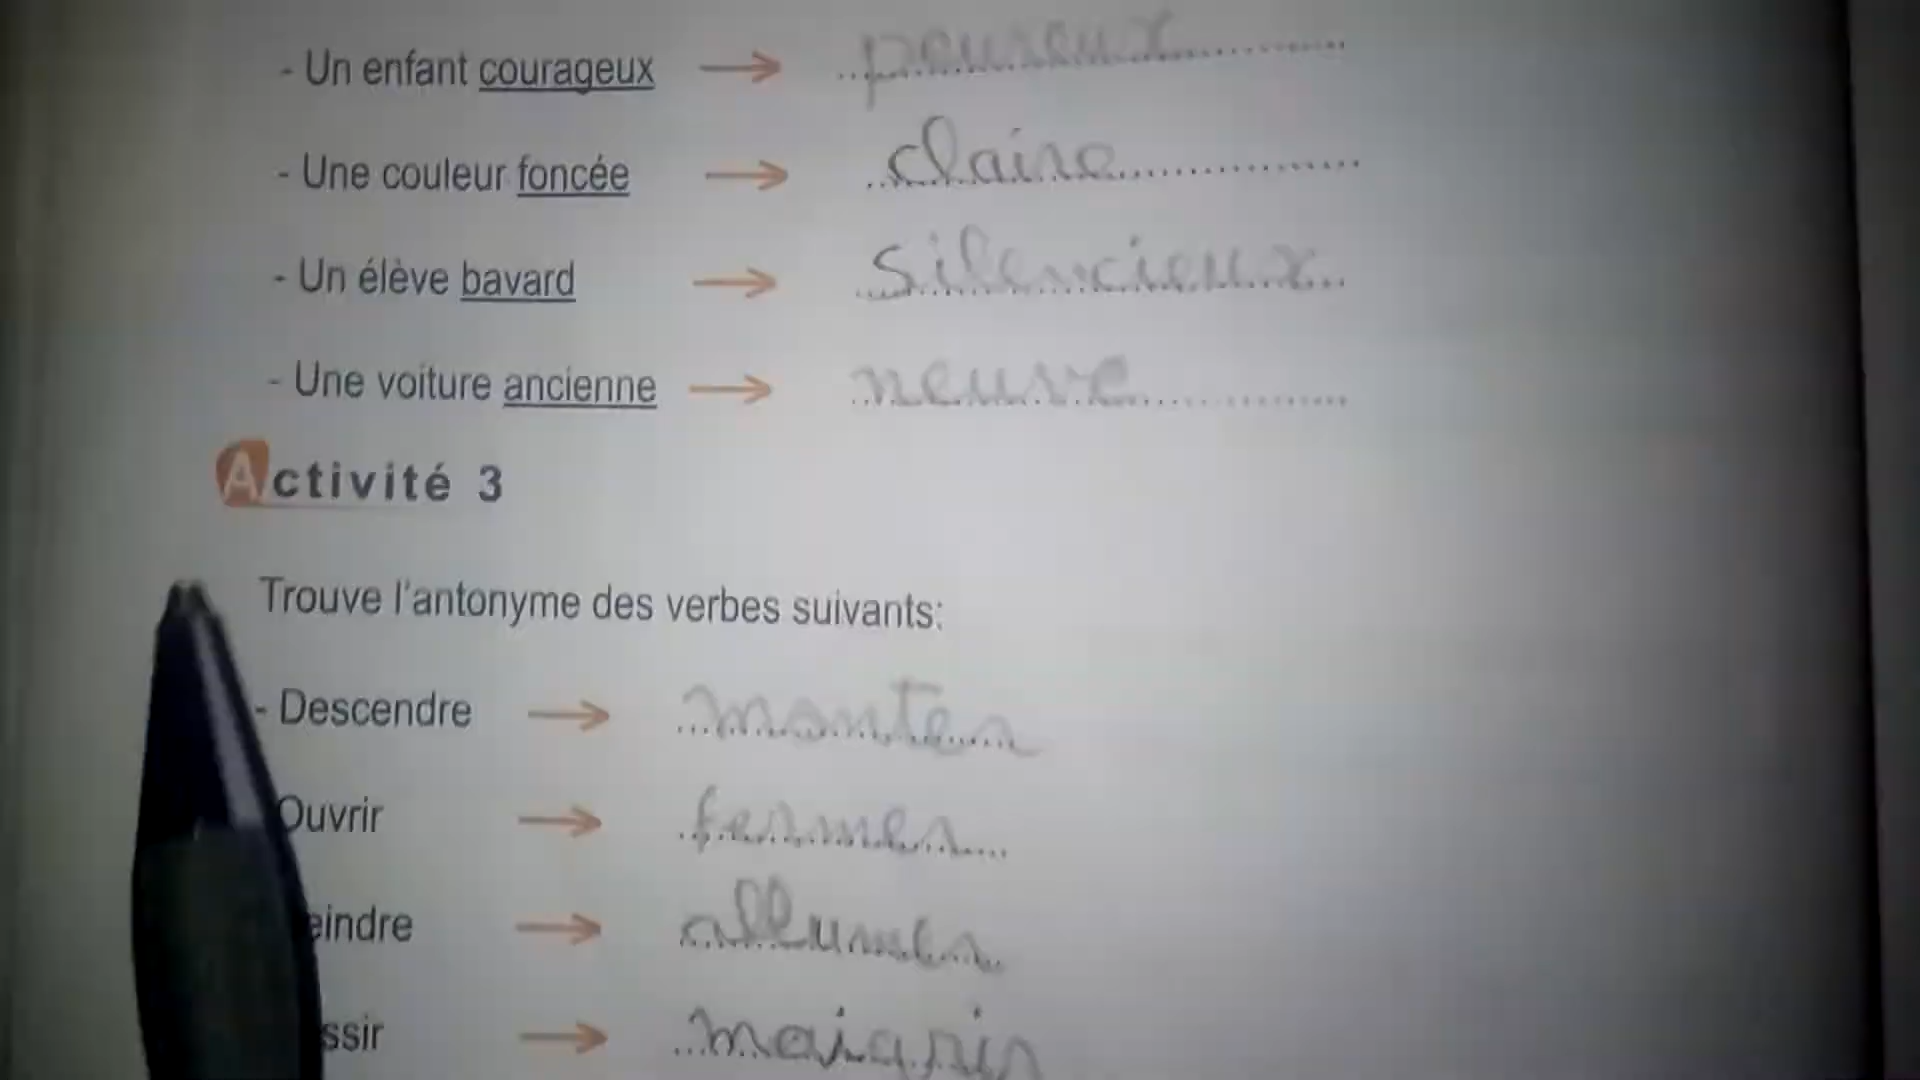 - Un enfant courageux → peureux
- Une couleur foncée → claire
- Un élève bavard → silencieux
- Une voiture ancienne → neuve
Activité 3
Trouve l'antonyme des verbes suivants:
- Descendre → monter
Ouvrir → fermer
eindre → allumer
ssir → maigrir